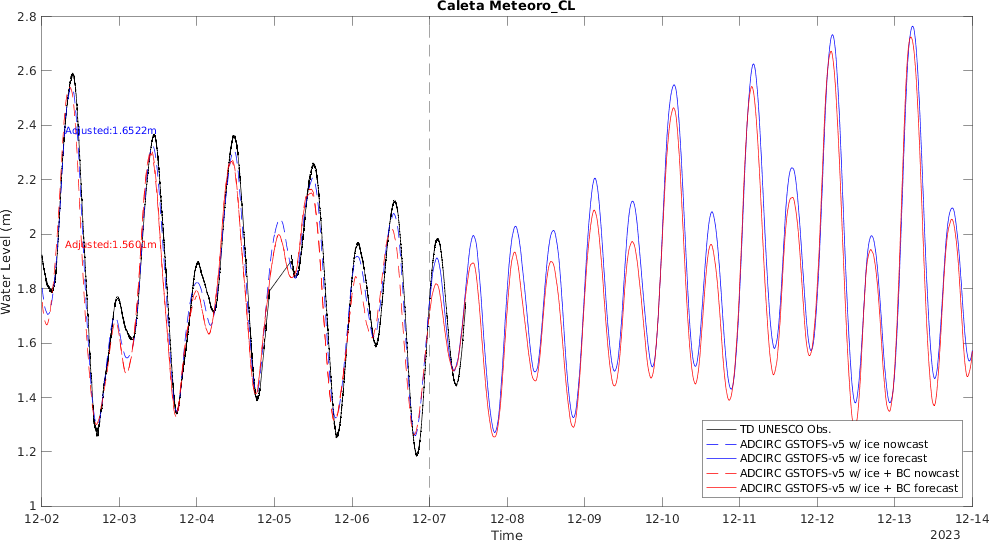 Caleta Meteoro_CL
2.8
2.6
2.4
2.2
2
1.8
1.6
1.4
1.2
1
Water Level (m)
Adjusted:1.6522m
Adjusted:1.5601m
TD UNESCO Obs.
ADCIRC GSTOFS-v5 w/ ice nowcast
ADCIRC GSTOFS-v5 w/ ice forecast
ADCIRC GSTOFS-v5 w/ ice + BC nowcast
ADCIRC GSTOFS-v5 w/ ice + BC forecast
12-02 12-03 12-04 12-05 12-06 12-07 12-08 12-09 12-10 12-11 12-12 12-13 12-14
Time
2023